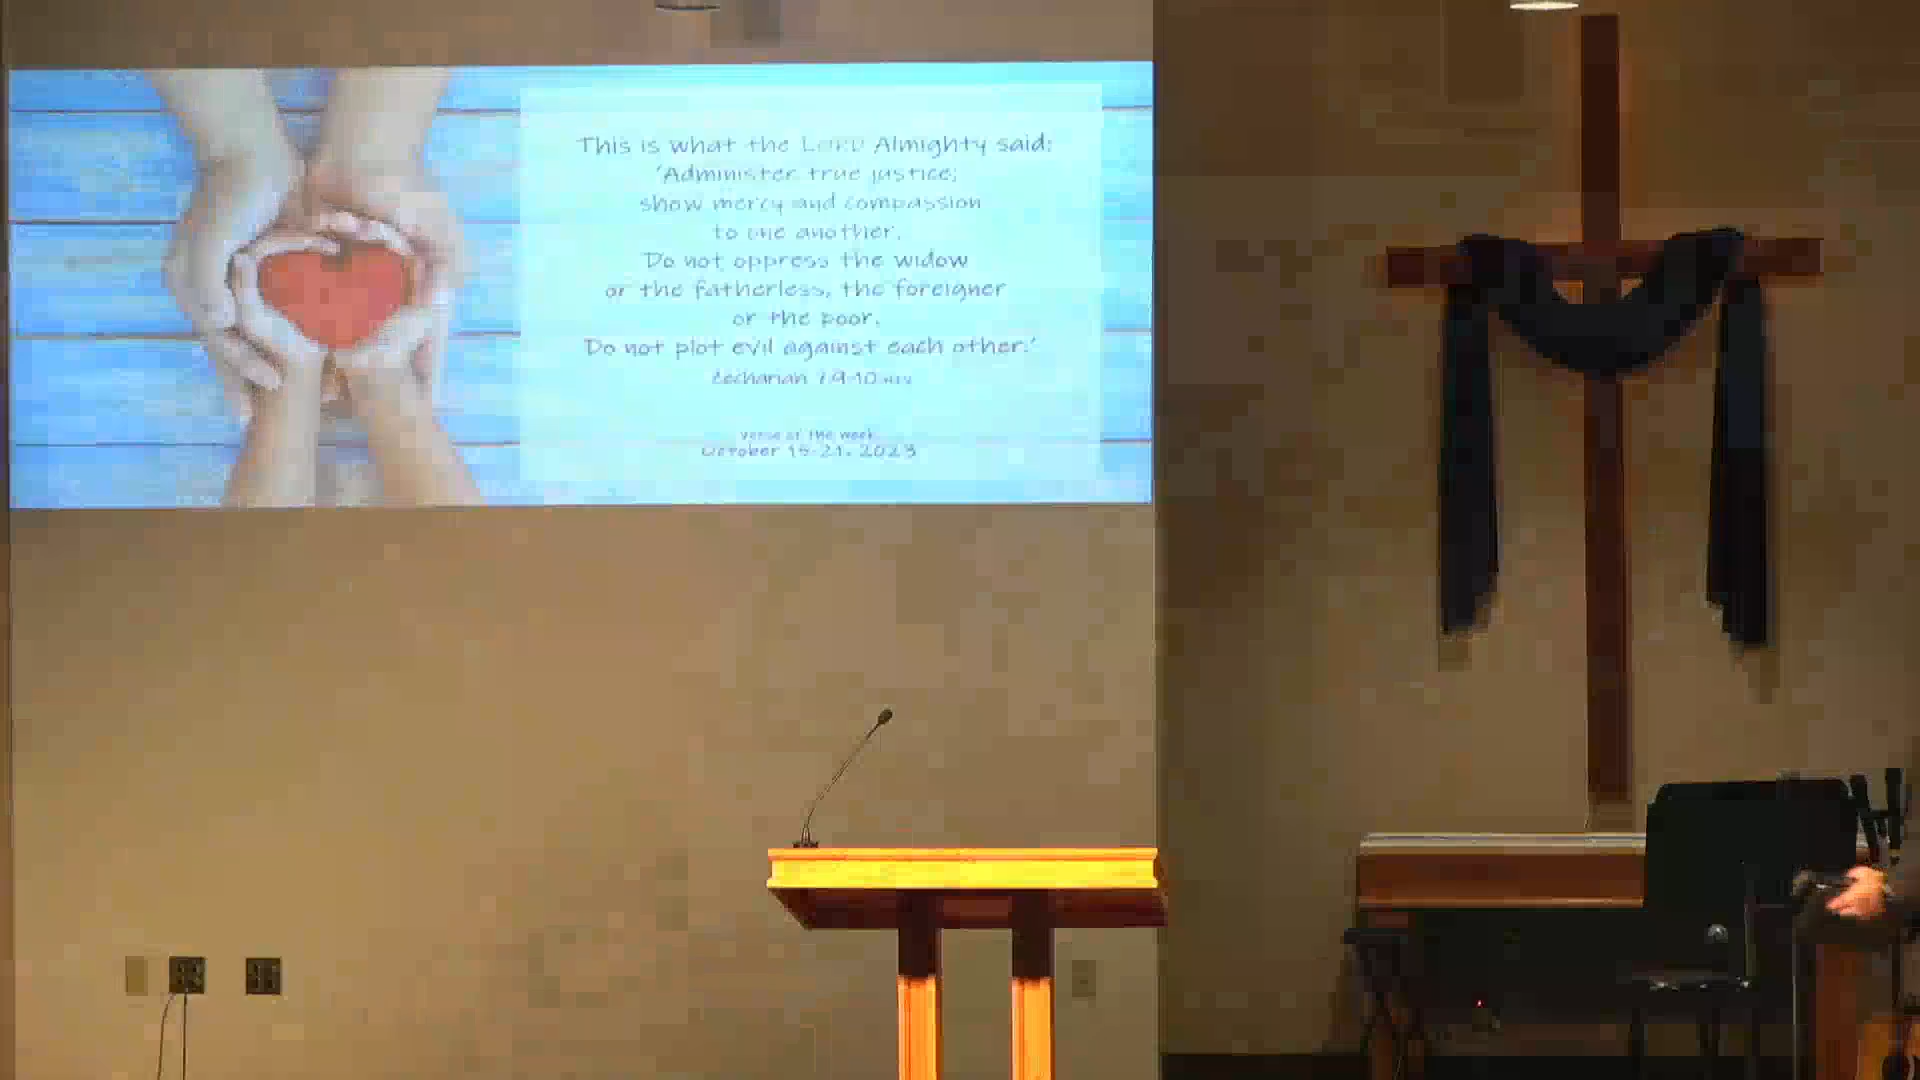 This is what the LORD Almighty said:
'Administer true justice;
show mercy and compassion
to one another.
Do not oppress the widow
or the fatherless, the foreigner
or the poor.
Do not plot evil against each other.'
Zechariah 7:9-10 NIV
verse of the week
October 15-21, 2023